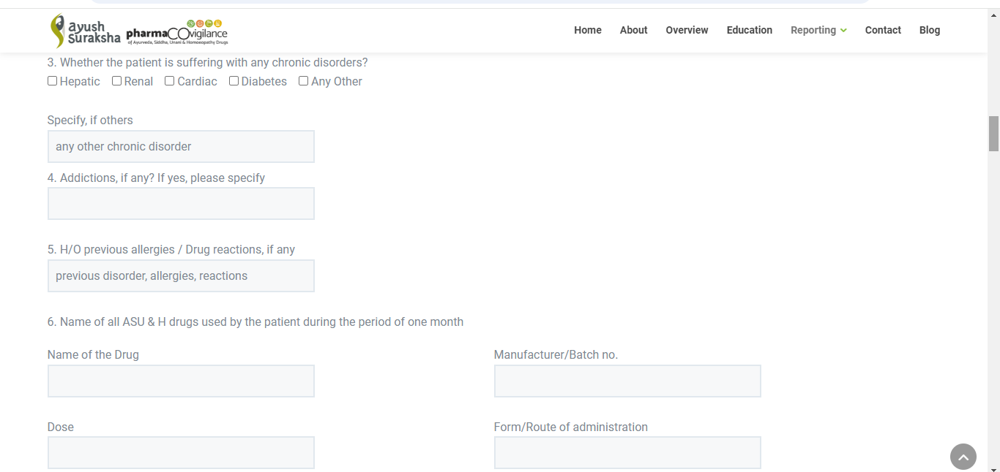 ayush
Suraksha
pharmaCOvigilance
of Ayurveda, Siddha, Unani & Homoeopathy Drugs
Home About Overview Education Reporting Contact Blog
3. Whether the patient is suffering with any chronic disorders?
Hepatic Renal Cardiac Diabetes Any Other
Specify, if others
any other chronic disorder
4. Addictions, if any? If yes, please specify
5. H/O previous allergies / Drug reactions, if any
previous disorder, allergies, reactions
6. Name of all ASU & H drugs used by the patient during the period of one month
Name of the Drug Manufacturer/Batch no.
Dose Form/Route of administration